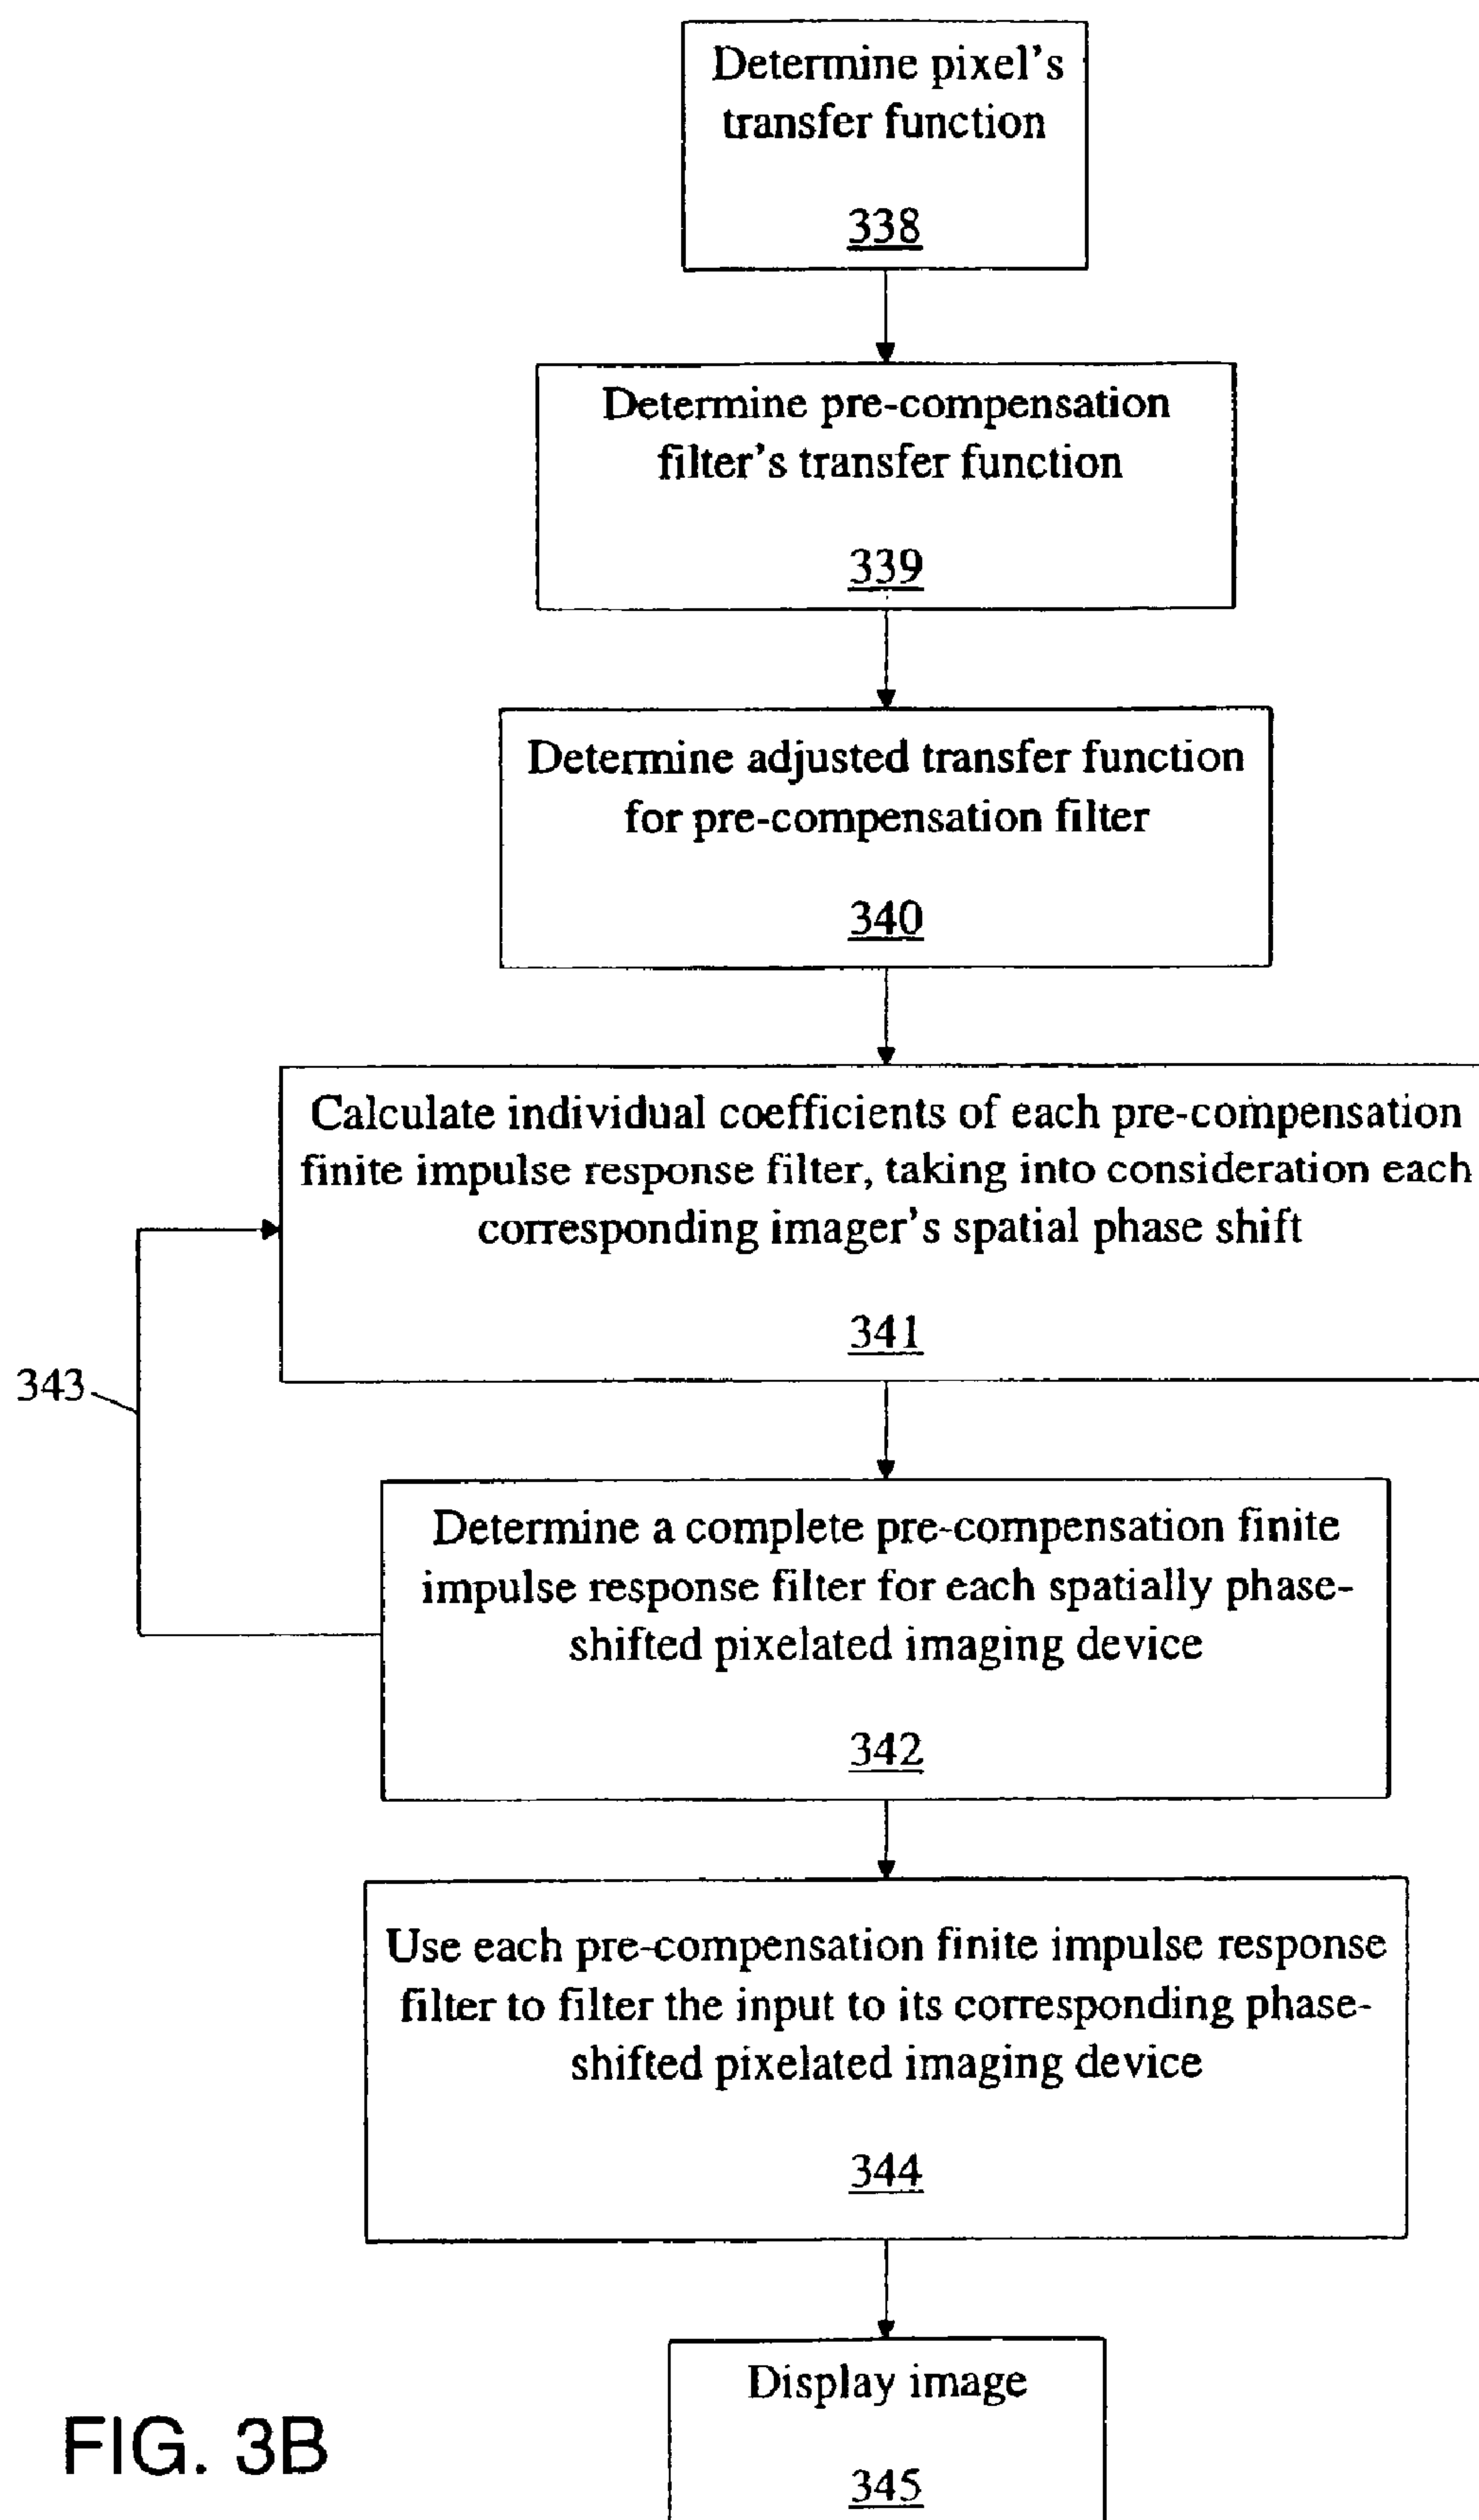 Determine pixel's
transfer function
338
Determine pre-compensation
filter's transfer function
339
Determine adjusted transfer function
for pre-compensation filter
340
Calculate individual coefficients of each pre-compensation
finite impulse response filter, taking into consideration each
corresponding imager's spatial phase shift
341
343
Determine a complete pre-compensation finite
impulse response filter for each spatially phase-
shifted pixelated imaging device
342
Use each pre-compensation finite impulse response
filter to filter the input to its corresponding phase-
shifted pixelated imaging device
344
Display image
345
FIG. 3B